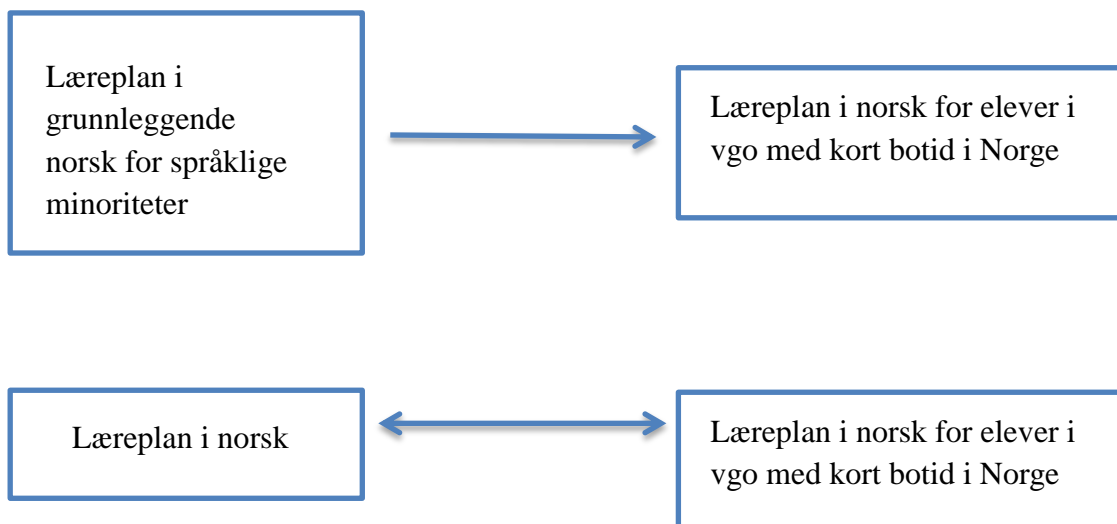 Læreplan i
grunnleggende
norsk for språklige
minoriteter
Læreplan i norsk for elever i
vgo med kort botid i Norge
Læreplan i norsk
Læreplan i norsk for elever i
vgo med kort botid i Norge